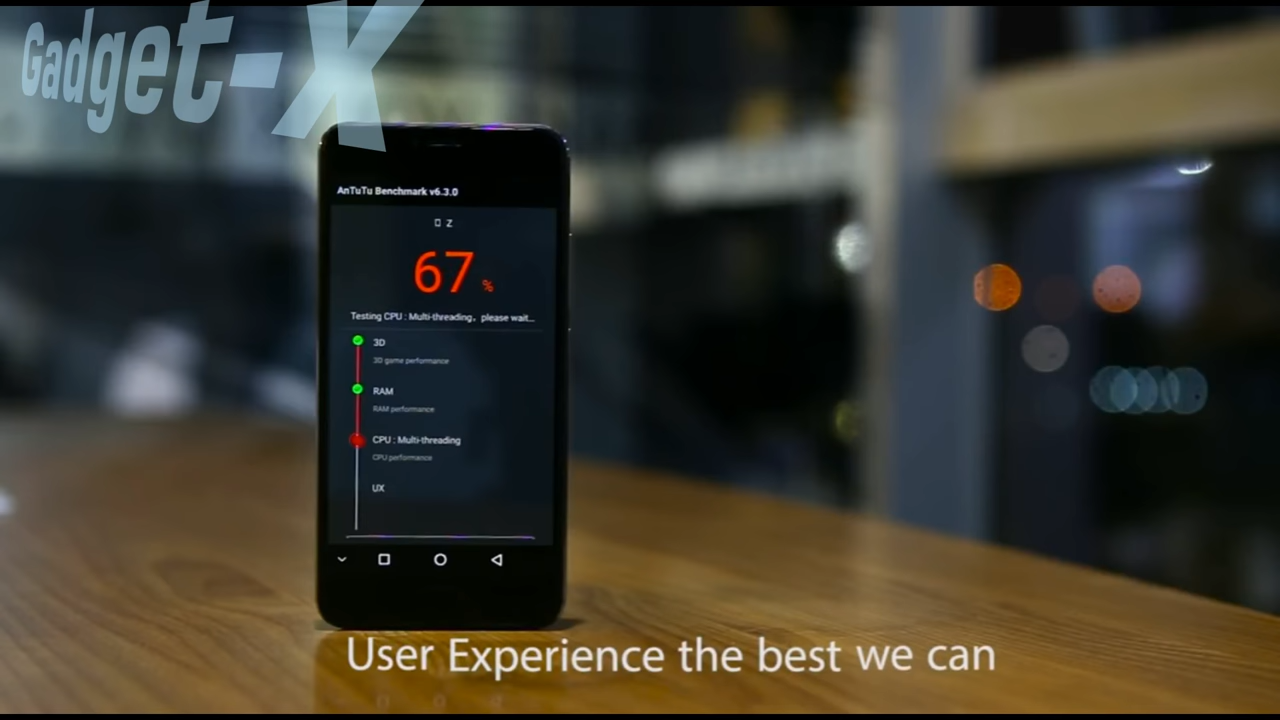 Gadget-X
AnTuTu Benchmark v6.3.0
Z
67 %
Testing CPU : Multi-threading, please wait...
3D
3D game performance
RAM
RAM performance
CPU : Multi-threading
CPU performance
UX
User Experience the best we can